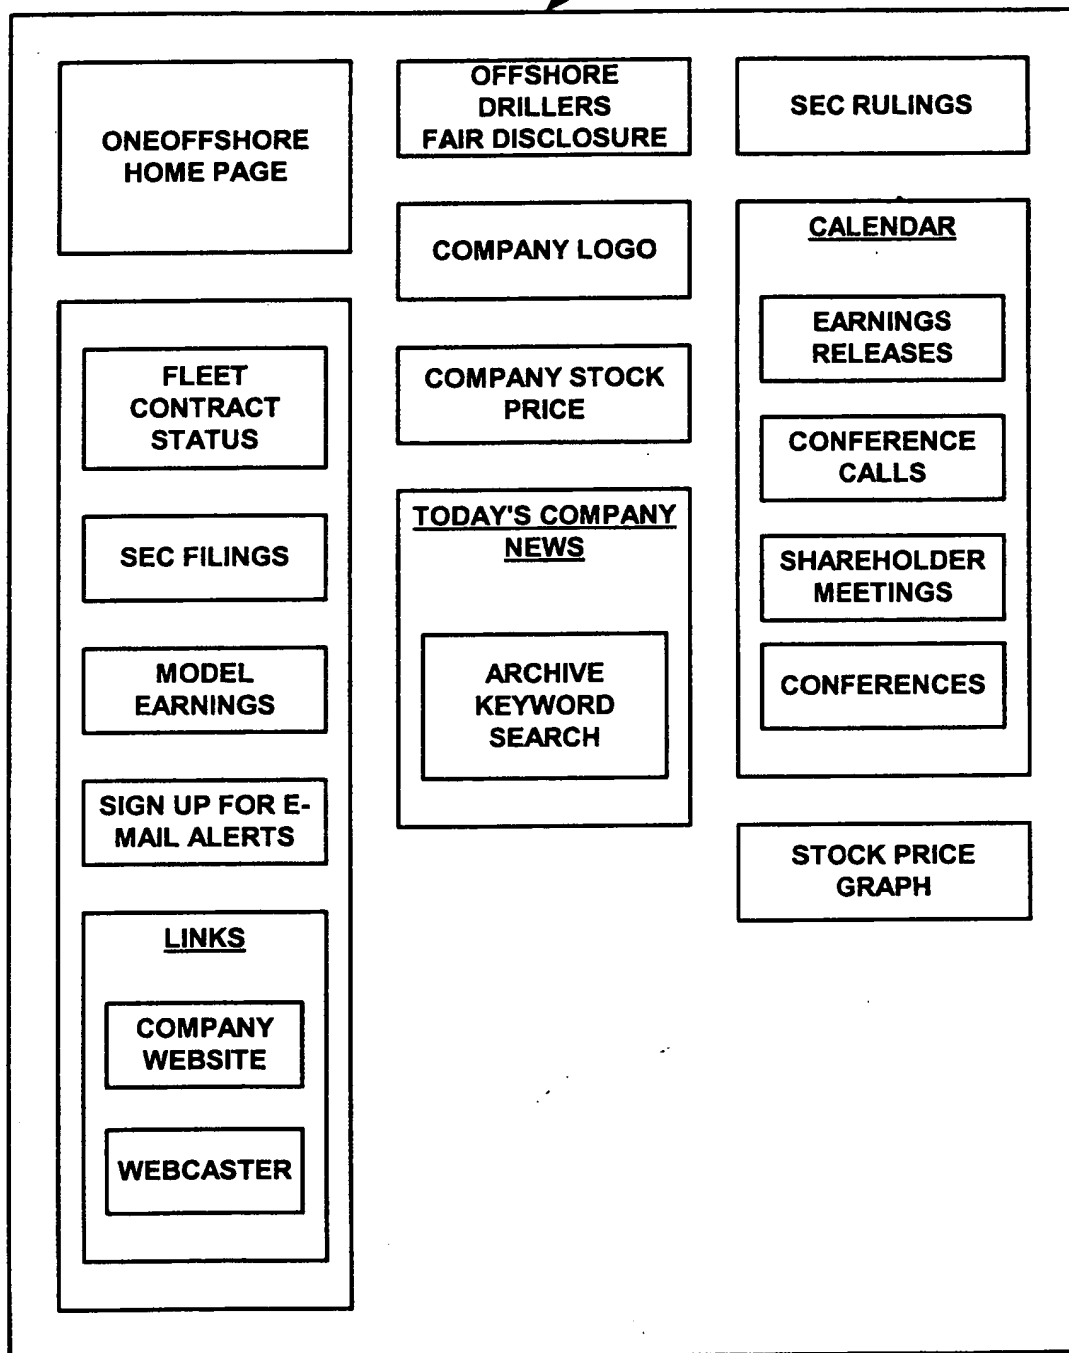 ONEOFFSHORE
HOME PAGE
FLEET
CONTRACT
STATUS
SEC FILINGS
MODEL
EARNINGS
SIGN UP FOR E-
MAIL ALERTS
LINKS
COMPANY
WEBSITE
WEBCASTER
OFFSHORE
DRILLERS
FAIR DISCLOSURE
COMPANY LOGO
COMPANY STOCK
PRICE
TODAY'S COMPANY
NEWS
ARCHIVE
KEYWORD
SEARCH
SEC RULINGS
CALENDAR
EARNINGS
RELEASES
CONFERENCE
CALLS
SHAREHOLDER
MEETINGS
CONFERENCES
STOCK PRICE
GRAPH